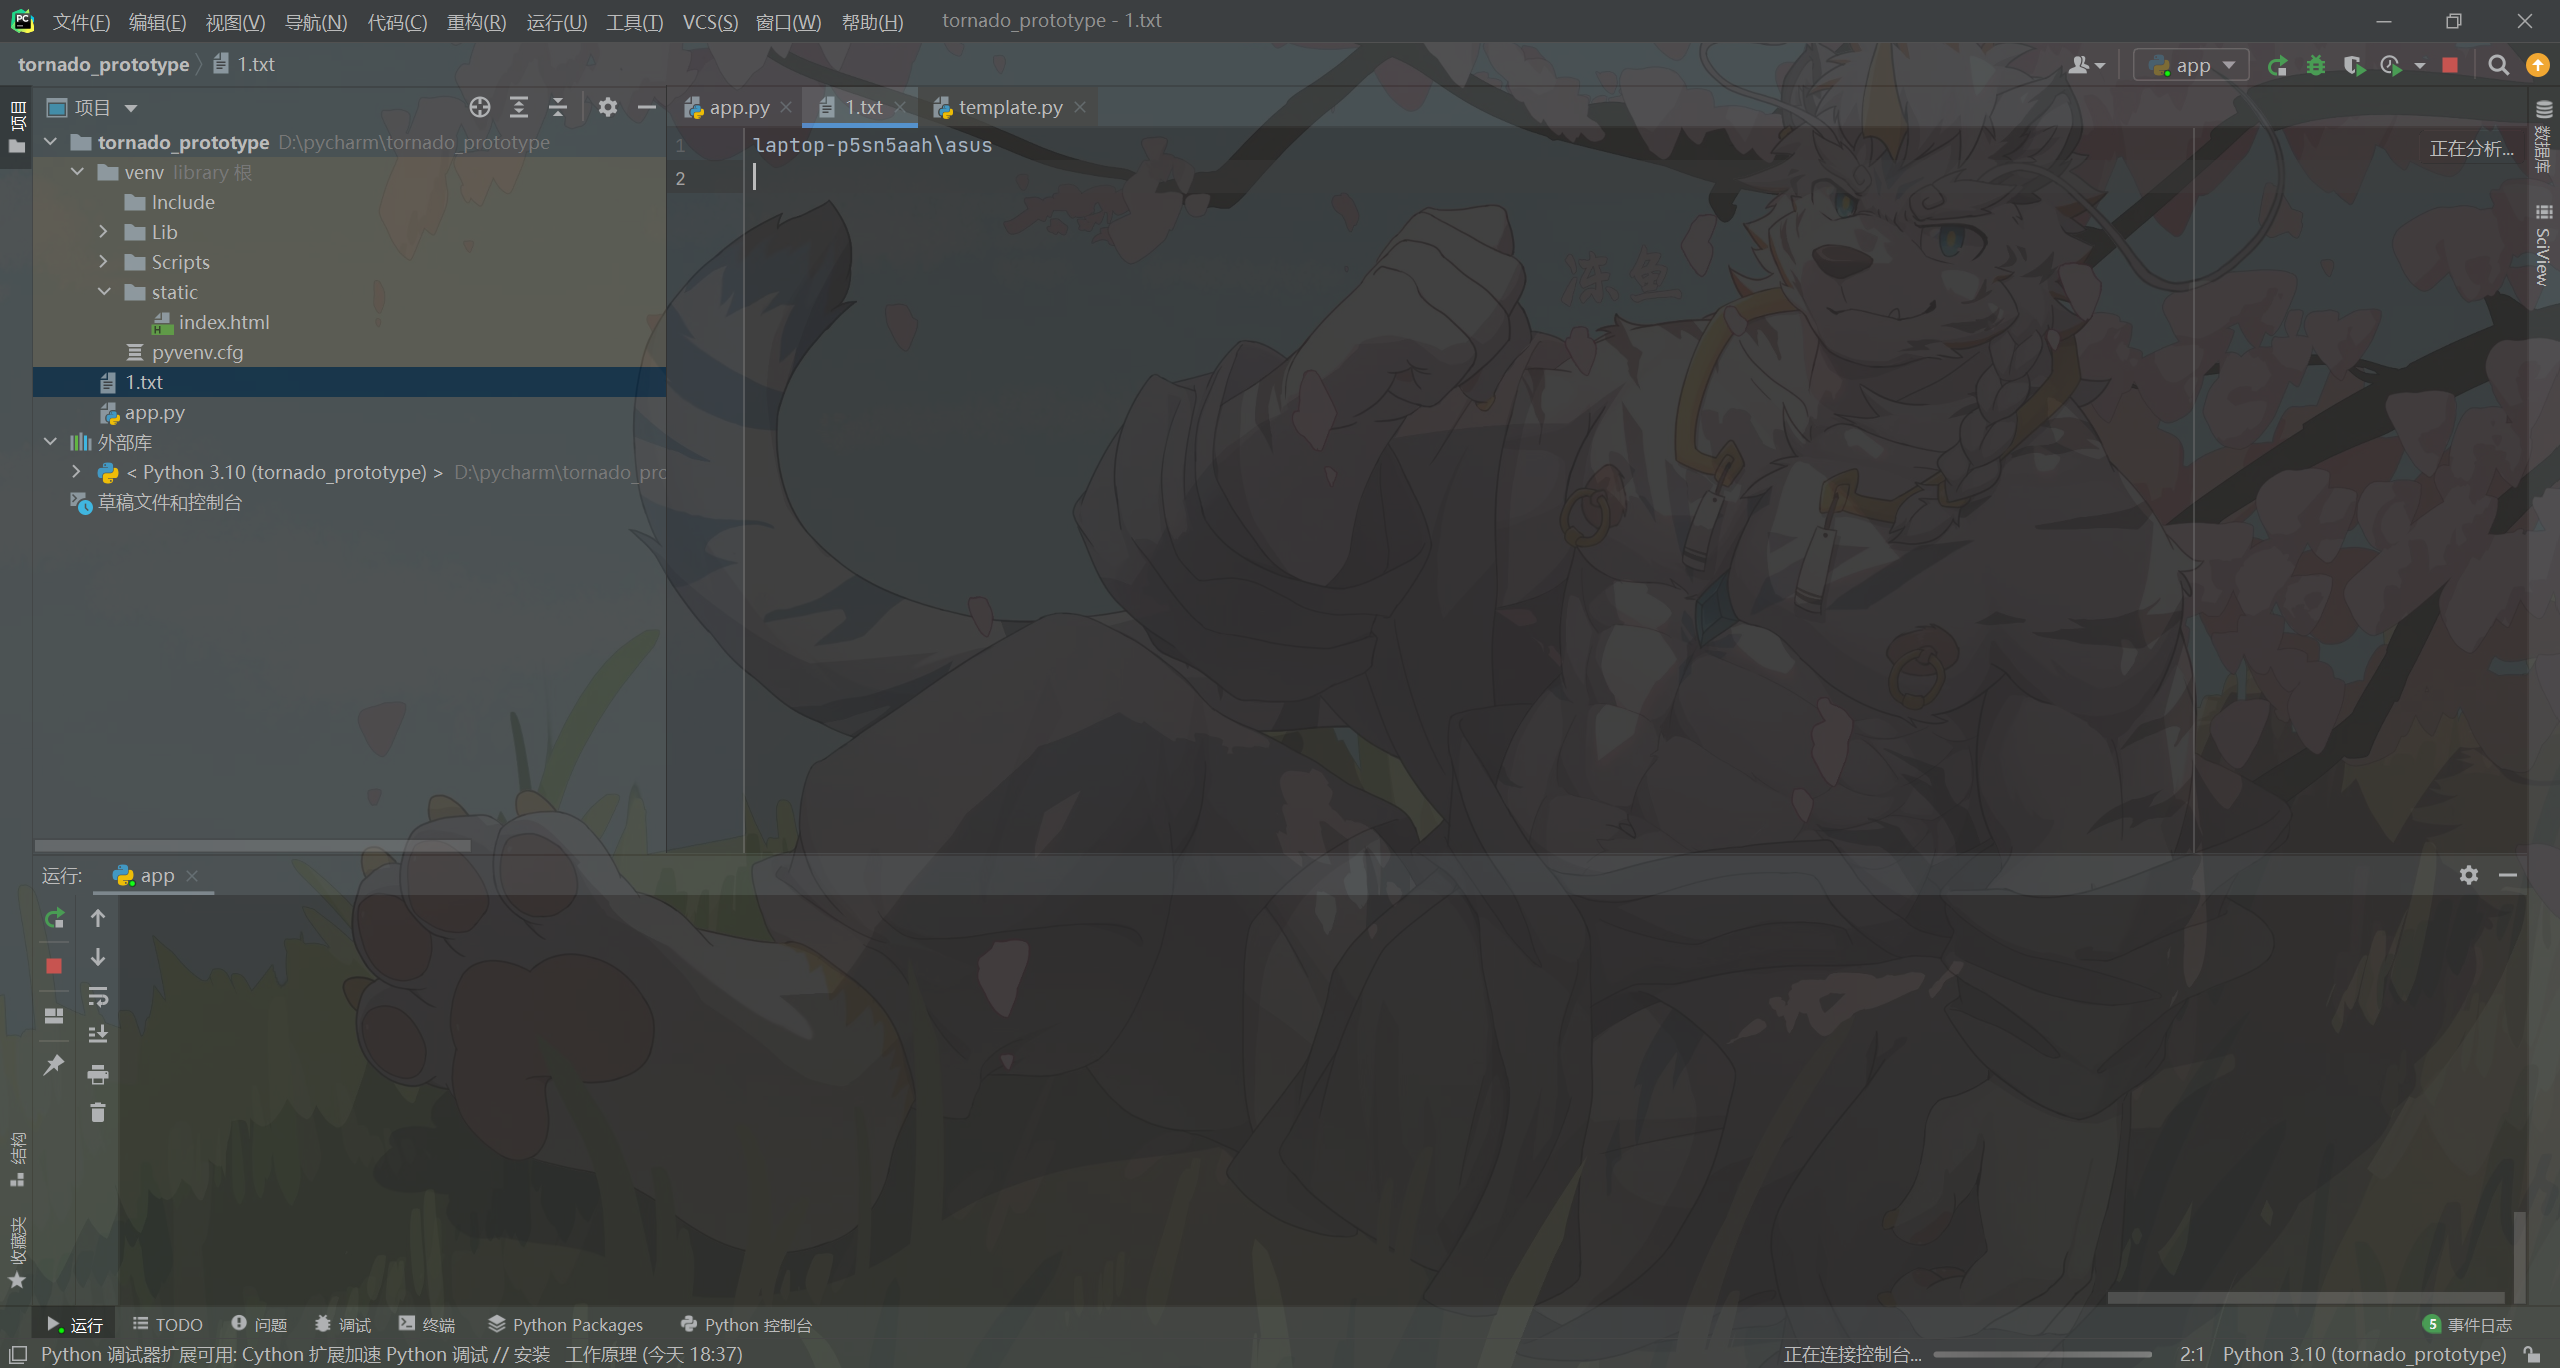 文件(F) 编辑(E) 视图(V) 导航(N) 代码(C) 重构(R) 运行(U) 工具(T) VCS(S) 窗口(W) 帮助(H) tornado_prototype - 1.txt
tornado_prototype 1.txt app
项目 app.py 1.txt template.py
项目
tornado_prototype D:\pycharm\tornado_prototype
venv library 根
Include
Lib
Scripts
static
index.html
pyvenv.cfg
1.txt
app.py
外部库
< Python 3.10 (tornado_prototype) > D:\pycharm\tornado_pro
草稿文件和控制台
1 laptop-p5sn5aah\asus
2
正在分析...
数据库
SciView
冻鱼
运行: app
结构
收藏夹
运行 TODO 问题 调试 终端 Python Packages Python 控制台 5 事件日志
Python 调试器扩展可用: Cython 扩展加速 Python 调试 // 安装 工作原理 (今天 18:37) 正在连接控制台... 2:1 Python 3.10 (tornado_prototype)